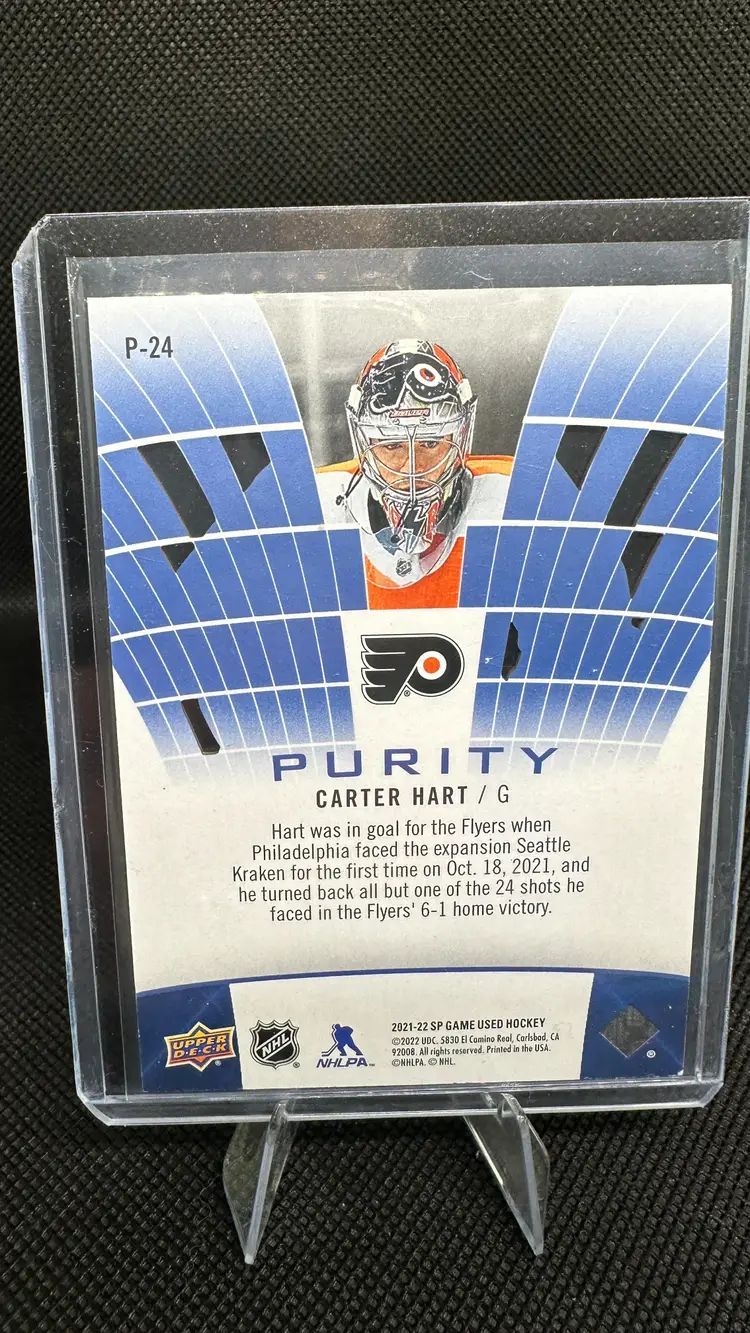 P-24
PURITY
CARTER HART / G
Hart was in goal for the Flyers when
Philadelphia faced the expansion Seattle
Kraken for the first time on Oct. 18, 2021, and
he turned back all but one of the 24 shots he
faced in the Flyers' 6-1 home victory.
UPPER
D·E·C·K
®
NHL
®
NHLPA™
2021-22 SP GAME USED HOCKEY
©2022 UDC. 5830 El Camino Real, Carlsbad, CA
92008. All rights reserved. Printed in the USA.
©NHLPA. © NHL.
®